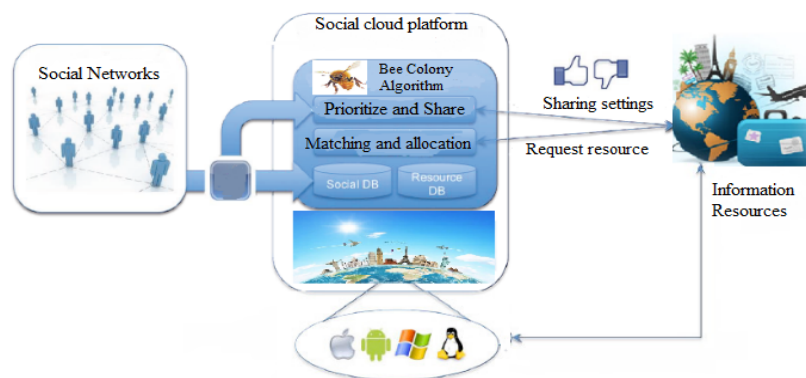 Social cloud platform
Social Networks
Bee Colony
Algorithm
Prioritize and Share
Matching and allocation
Social DB
Resource
DB
Sharing settings
Request resource
Information
Resources